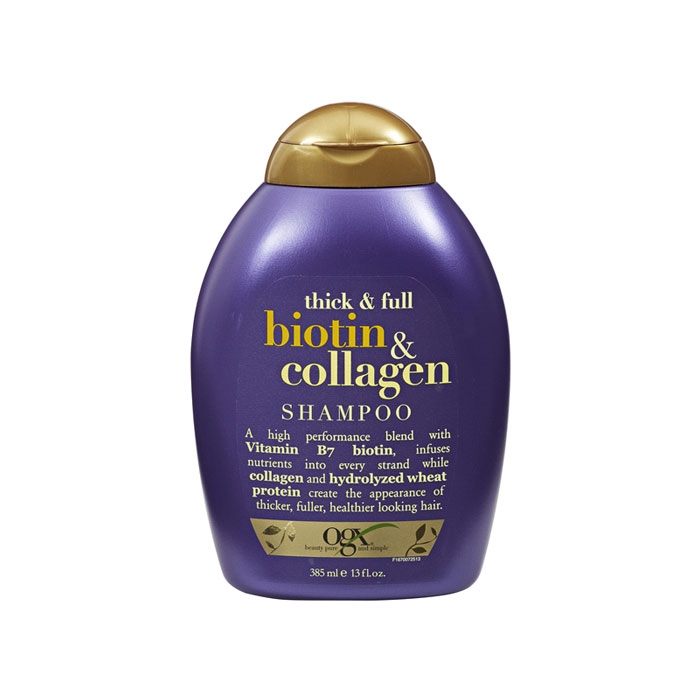 thick & full
biotin &
collagen
SHAMPOO
A high performance blend with
Vitamin B7 biotin, infuses
nutrients into every strand while
collagen and hydrolyzed wheat
protein create the appearance of
thicker, fuller, healthier looking hair.
ogx
beauty pure and simple
F1670072513
385 ml e 13 fl.oz.